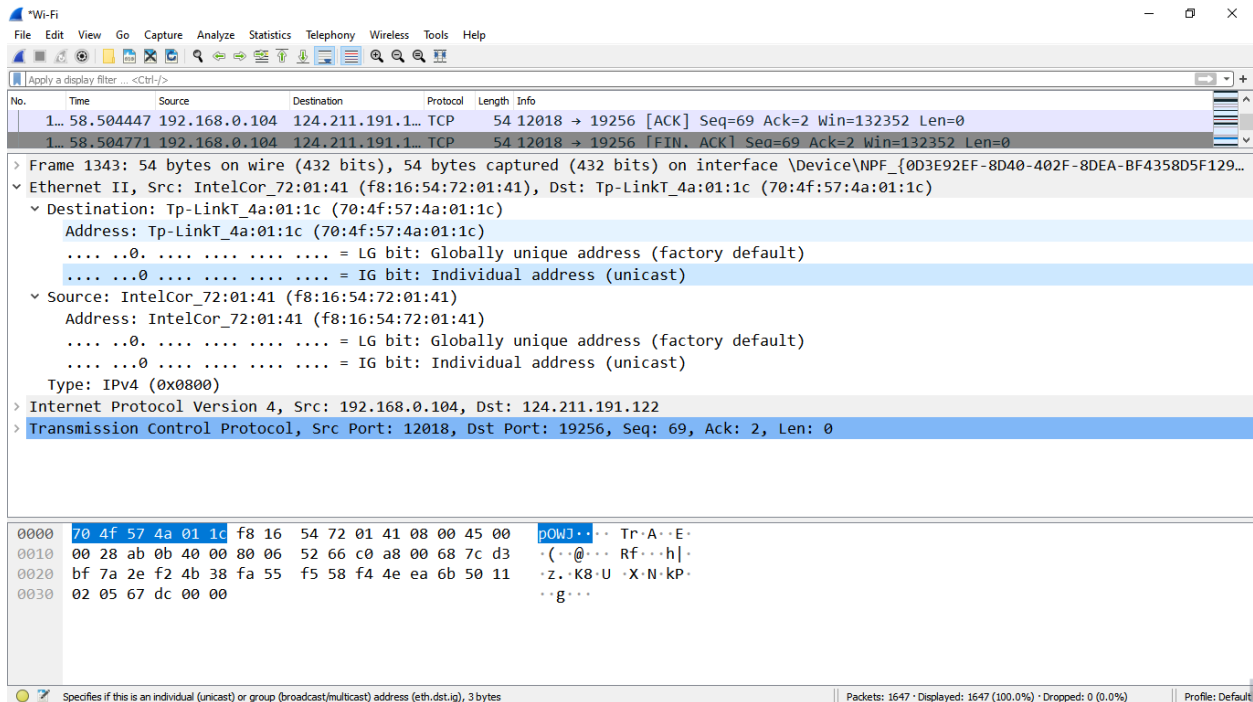 *Wi-Fi
File Edit View Go Capture Analyze Statistics Telephony Wireless Tools Help
Apply a display filter ... <Ctrl-/>
No. Time Source Destination Protocol Length Info
1… 58.504447 192.168.0.104 124.211.191.1… TCP 54 12018 → 19256 [ACK] Seq=69 Ack=2 Win=132352 Len=0
1… 58.504771 192.168.0.104 124.211.191.1… TCP 54 12018 → 19256 [FIN, ACK] Seq=69 Ack=2 Win=132352 Len=0
> Frame 1343: 54 bytes on wire (432 bits), 54 bytes captured (432 bits) on interface \Device\NPF_{0D3E92EF-8D40-402F-8DEA-BF4358D5F129…
Ethernet II, Src: IntelCor_72:01:41 (f8:16:54:72:01:41), Dst: Tp-LinkT_4a:01:1c (70:4f:57:4a:01:1c)
Destination: Tp-LinkT_4a:01:1c (70:4f:57:4a:01:1c)
Address: Tp-LinkT_4a:01:1c (70:4f:57:4a:01:1c)
.... ..0. .... .... .... .... = LG bit: Globally unique address (factory default)
.... ...0 .... .... .... .... = IG bit: Individual address (unicast)
Source: IntelCor_72:01:41 (f8:16:54:72:01:41)
Address: IntelCor_72:01:41 (f8:16:54:72:01:41)
.... ..0. .... .... .... .... = LG bit: Globally unique address (factory default)
.... ...0 .... .... .... .... = IG bit: Individual address (unicast)
Type: IPv4 (0x0800)
> Internet Protocol Version 4, Src: 192.168.0.104, Dst: 124.211.191.122
> Transmission Control Protocol, Src Port: 12018, Dst Port: 19256, Seq: 69, Ack: 2, Len: 0
0000 70 4f 57 4a 01 1c f8 16 54 72 01 41 08 00 45 00 pOWJ···· Tr·A··E·
0010 00 28 ab 0b 40 00 80 06 52 66 c0 a8 00 68 7c d3 ·(··@··· Rf···h|·
0020 bf 7a 2e f2 4b 38 fa 55 f5 58 f4 4e ea 6b 50 11 ·z.·K8·U ·X·N·kP·
0030 02 05 67 dc 00 00 ··g···
Specifies if this is an individual (unicast) or group (broadcast/multicast) address (eth.dst.ig), 3 bytes Packets: 1647 · Displayed: 1647 (100.0%) · Dropped: 0 (0.0%) Profile: Default